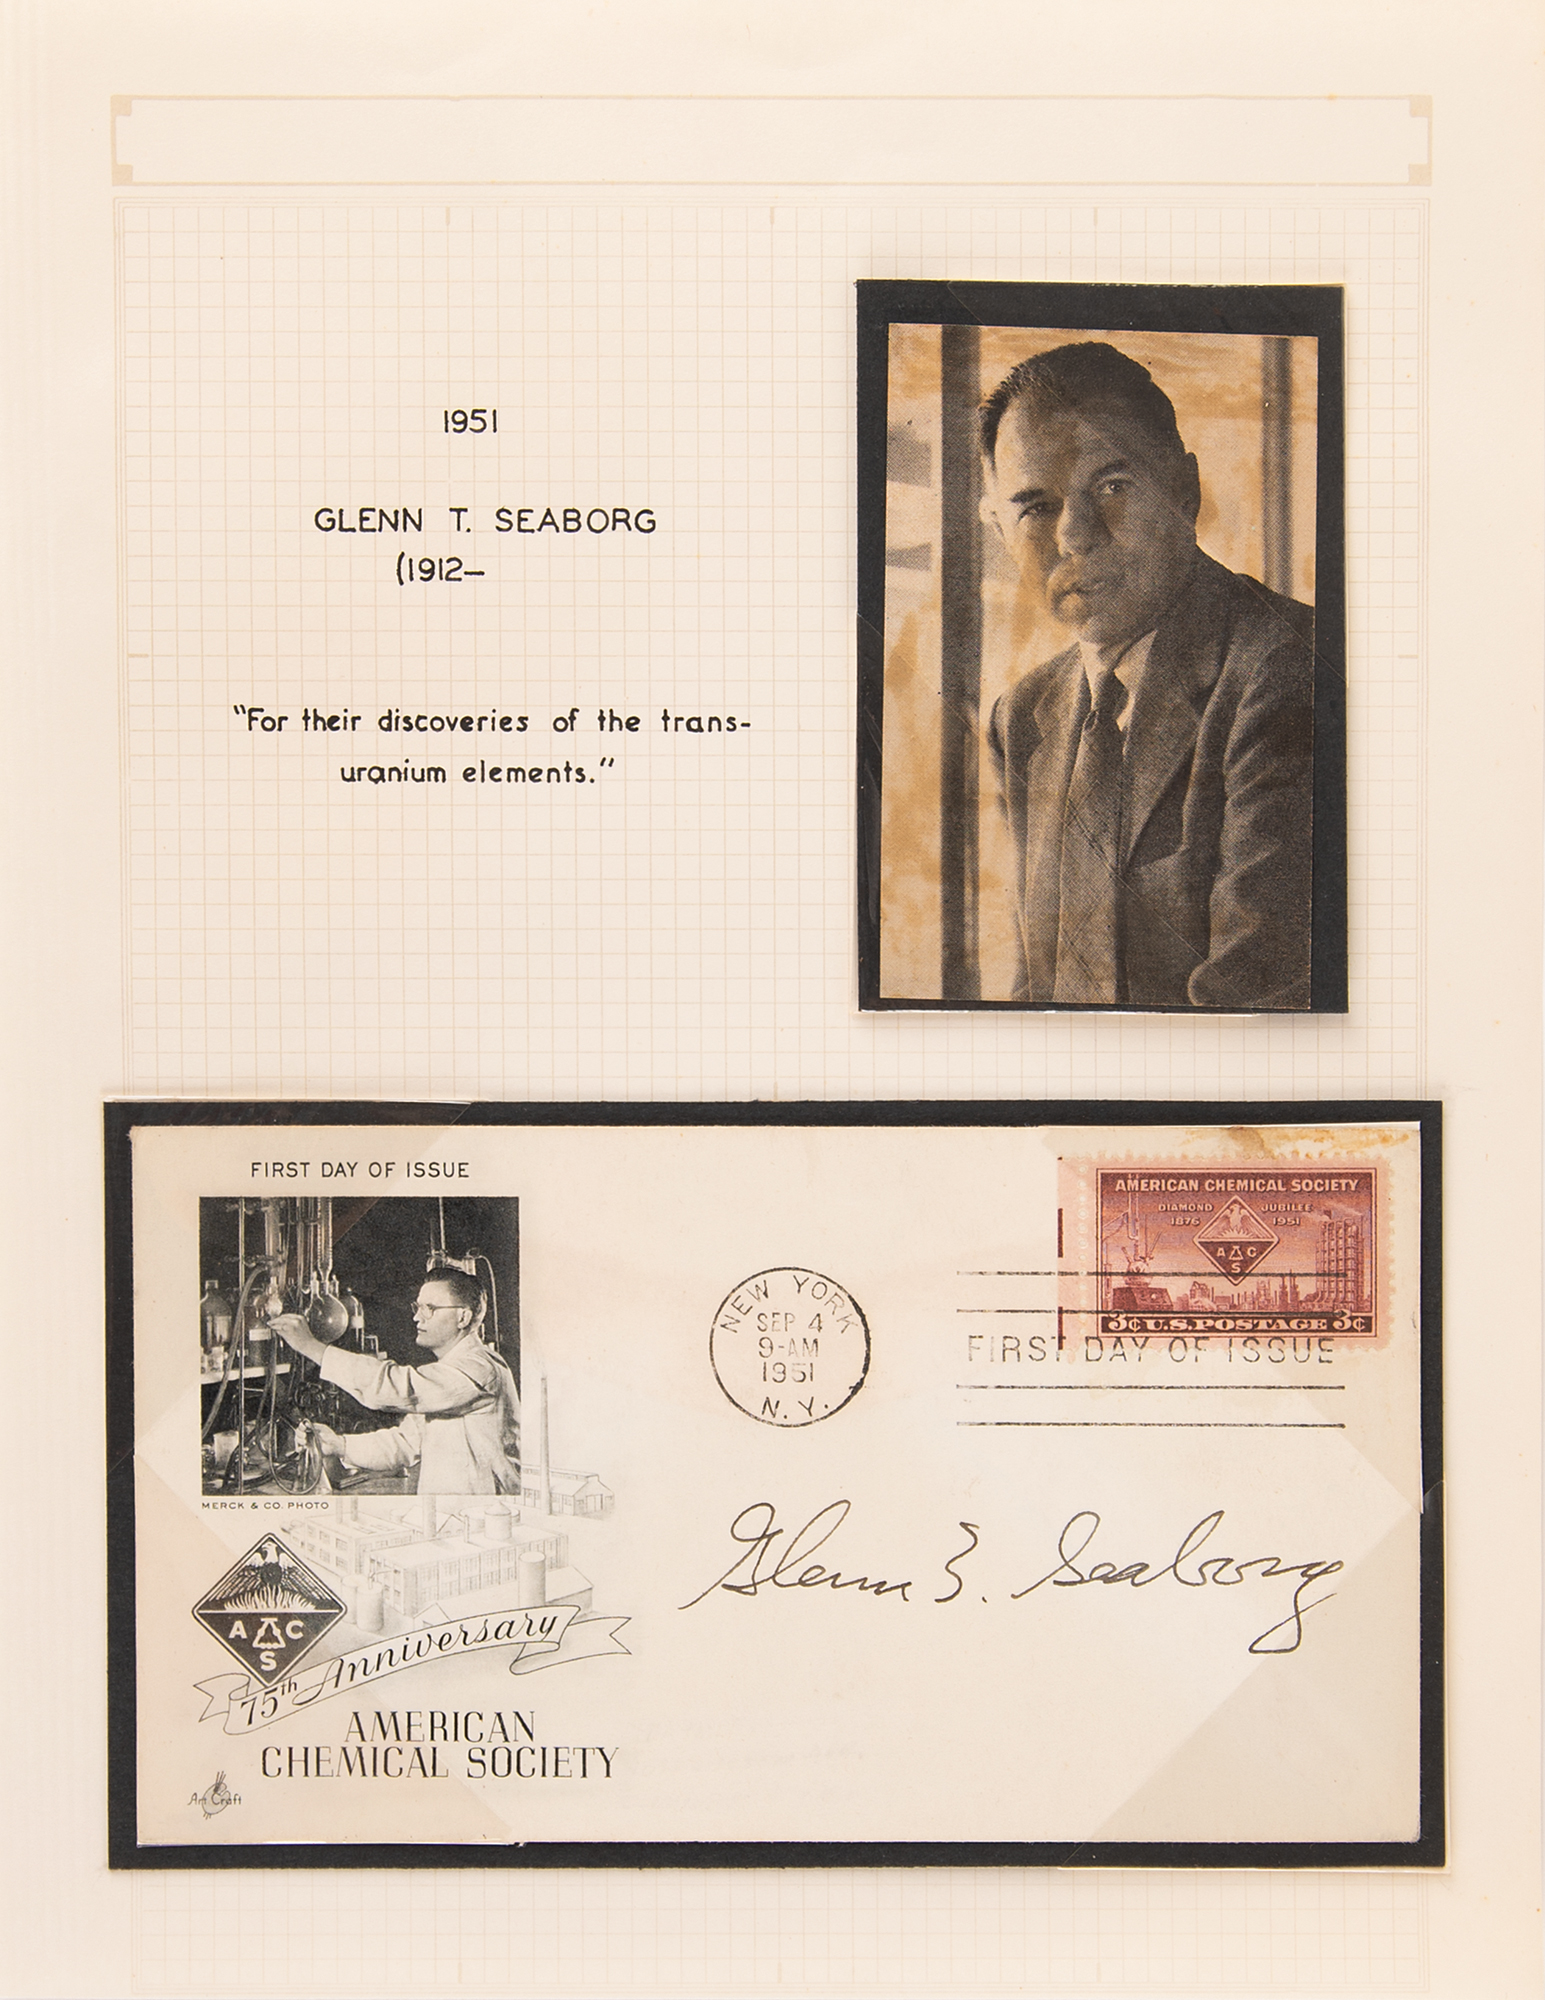 1951
GLENN T. SEABORG
(1912–
"For their discoveries of the trans-
uranium elements."
FIRST DAY OF ISSUE
MERCK & CO. PHOTO
A C
S
75th Anniversary
AMERICAN
CHEMICAL SOCIETY
Art Craft
NEW YORK
SEP 4
9-AM
1951
N. Y.
AMERICAN CHEMICAL SOCIETY
DIAMOND JUBILEE
1876 1951
A C
S
3¢ U.S. POSTAGE 3¢
FIRST DAY OF ISSUE
Glenn T. Seaborg